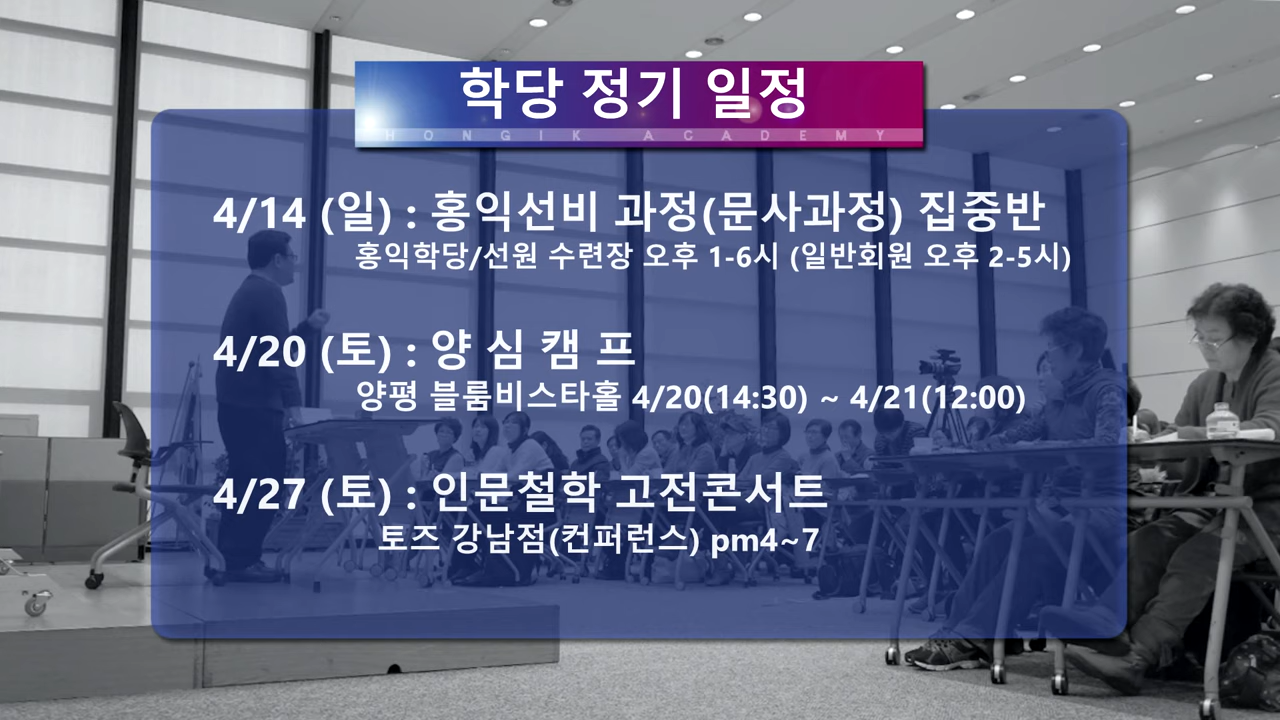 학당 정기 일정
HONGIK ACADEMY
4/14 (일) : 홍익선비 과정(문사과정) 집중반
홍익학당/선원 수련장 오후 1-6시 (일반회원 오후 2-5시)
4/20 (토) : 양 심 캠 프
양평 블룸비스타홀 4/20(14:30) ~ 4/21(12:00)
4/27 (토) : 인문철학 고전콘서트
토즈 강남점(컨퍼런스) pm4~7